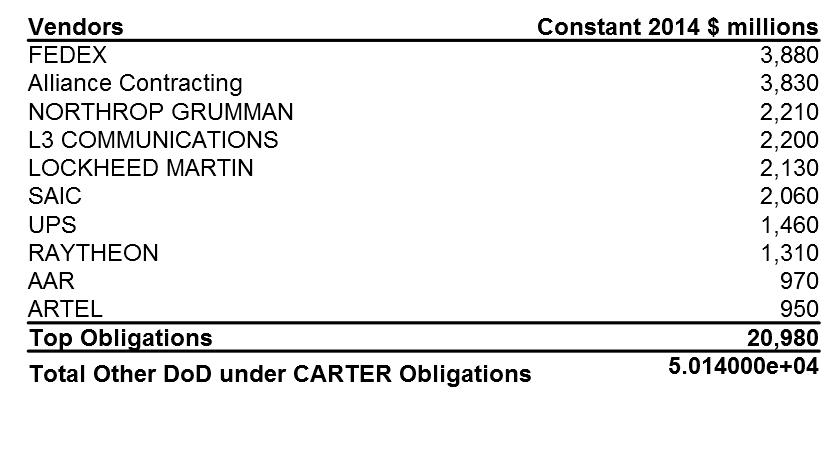 Vendors Constant 2014 $ millions
FEDEX 3,880
Alliance Contracting 3,830
NORTHROP GRUMMAN 2,210
L3 COMMUNICATIONS 2,200
LOCKHEED MARTIN 2,130
SAIC 2,060
UPS 1,460
RAYTHEON 1,310
AAR 970
ARTEL 950
Top Obligations 20,980
Total Other DoD under CARTER Obligations 5.014000e+04